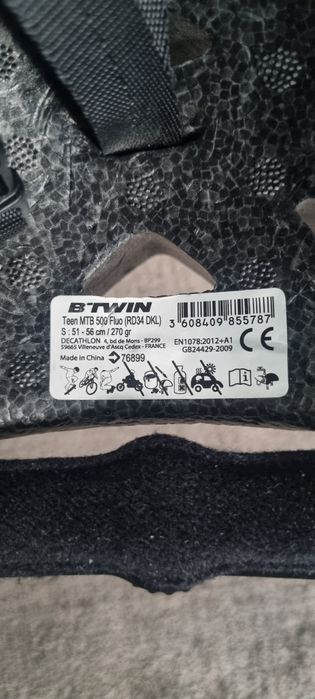 B'TWIN
Teen MTB 500 Fluo (RD34 DKL)
S : 51 - 56 cm / 270 gr
DECATHLON 4, bd de Mons - BP299
59665 Villeneuve d'Ascq Cedex - FRANCE
Made in China 76899
3 608409 855787
EN1078:2012+A1
GB24429-2009
CE